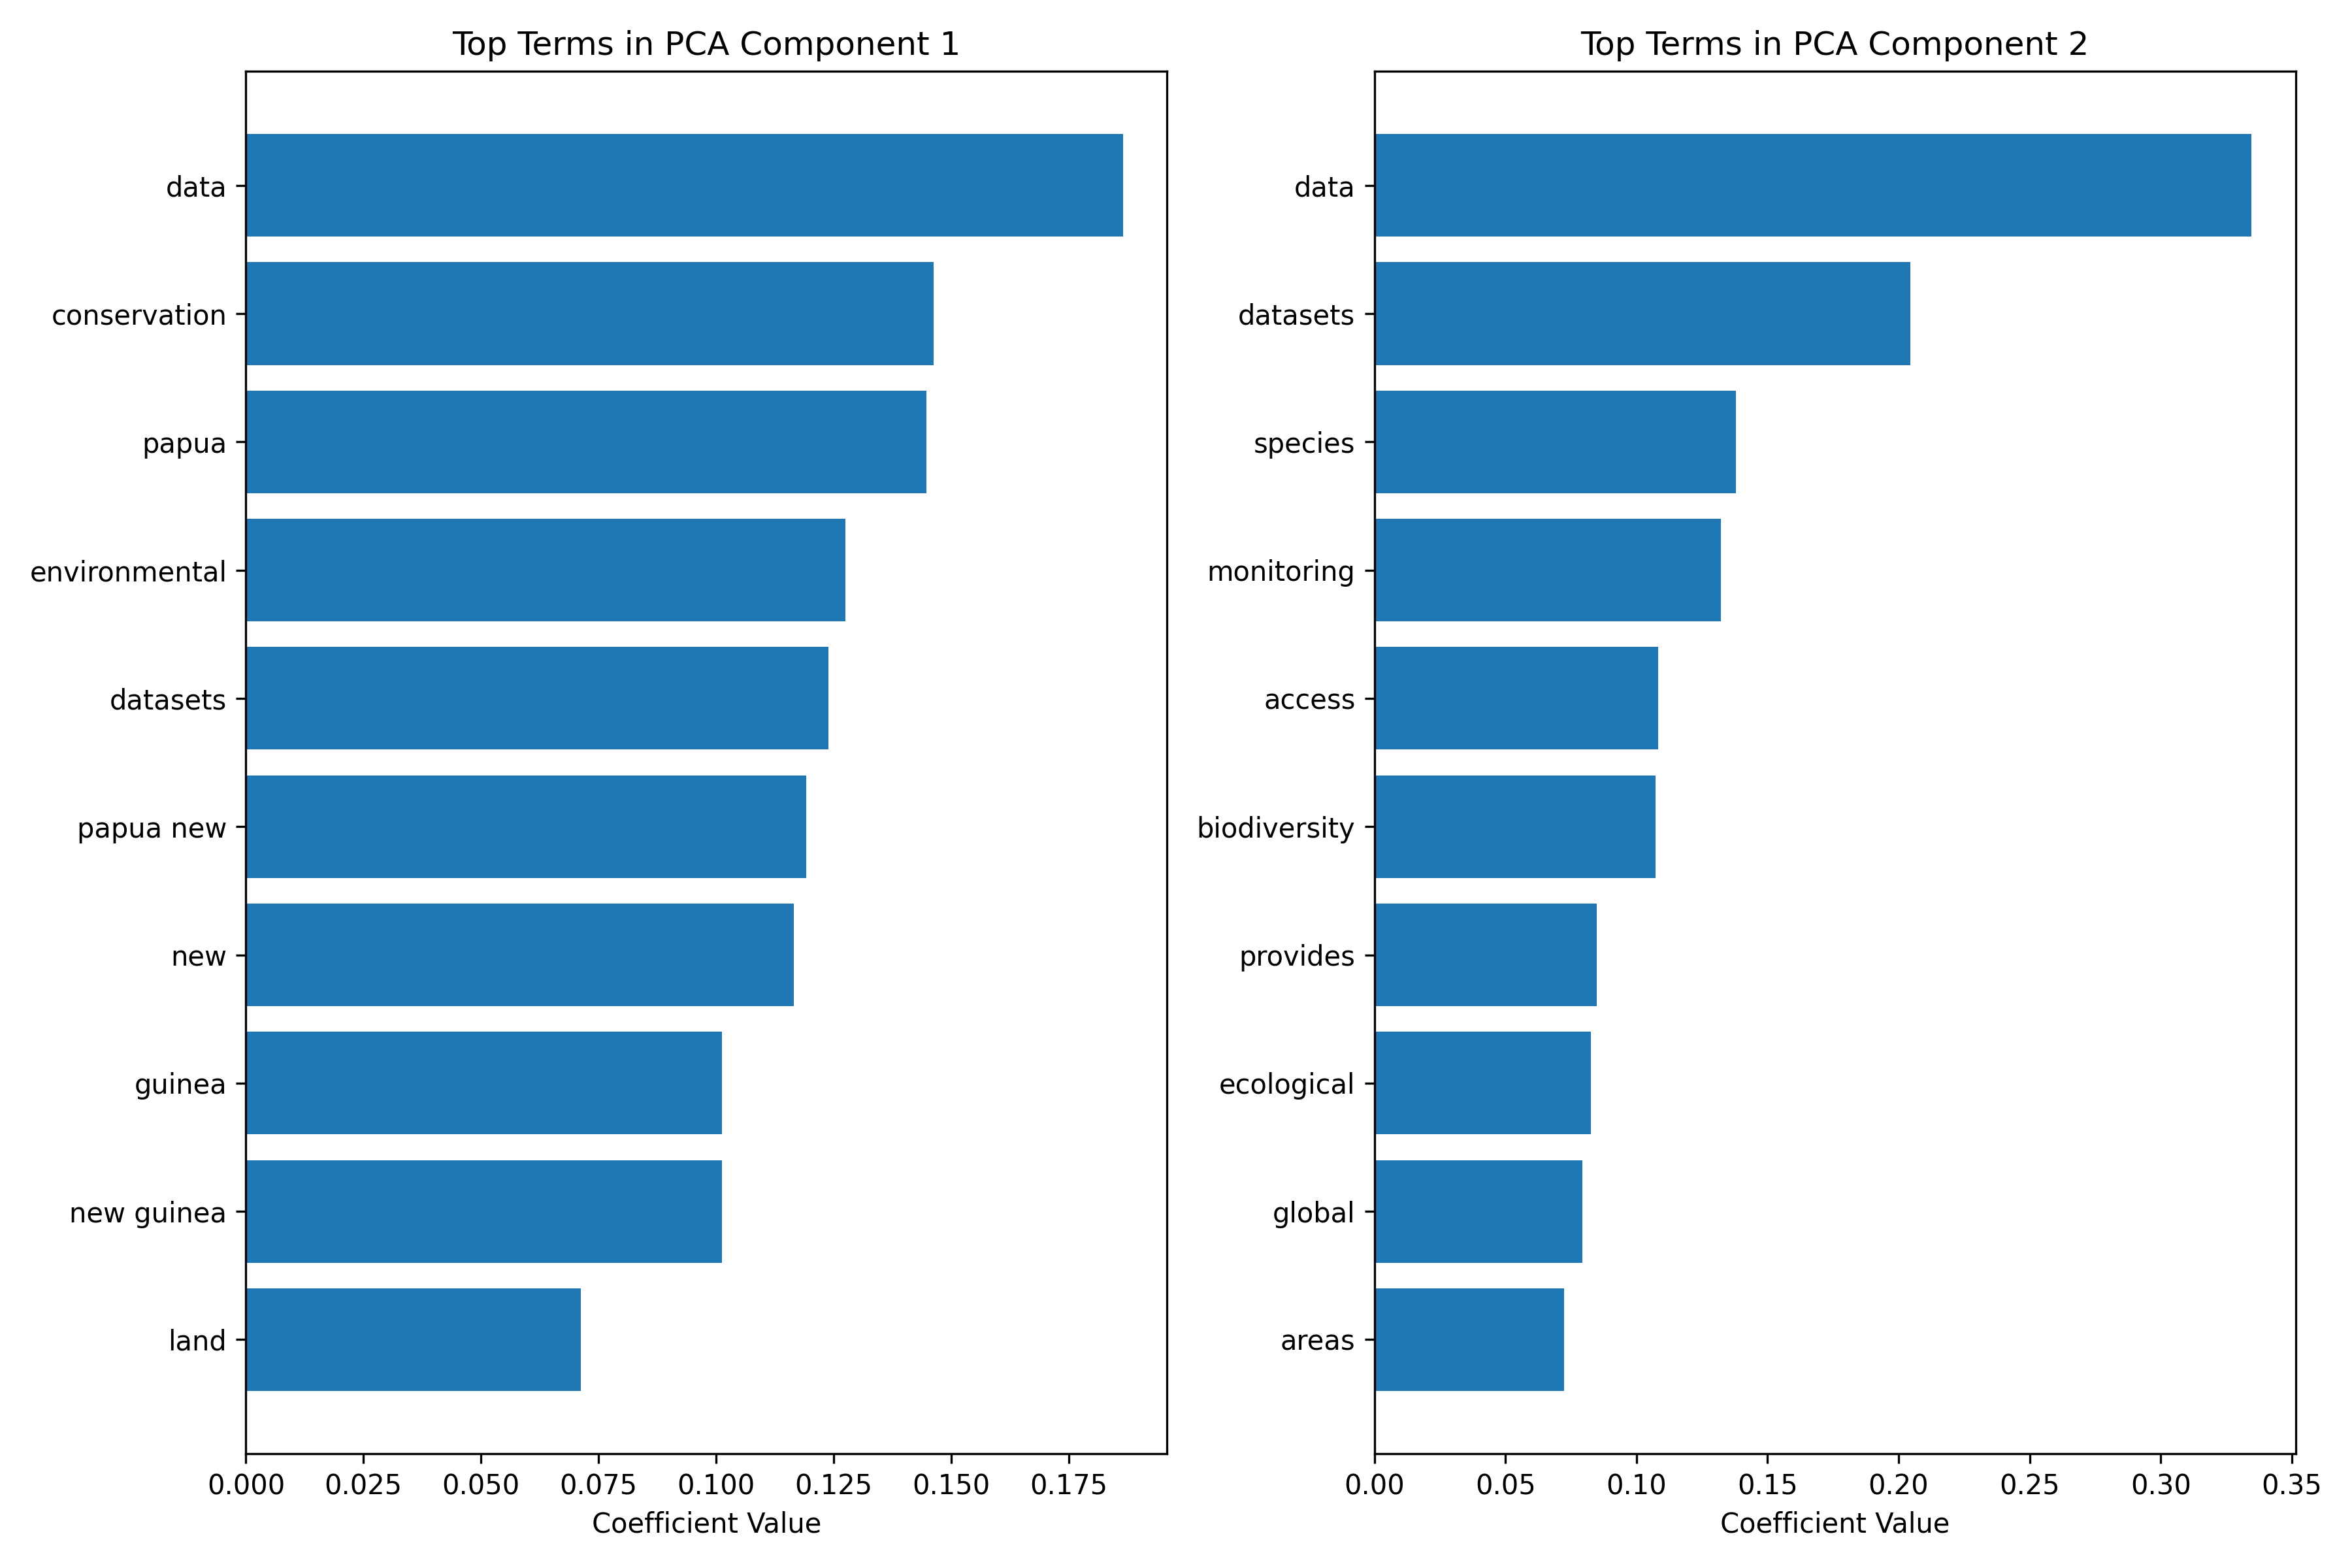 Top Terms in PCA Component 1
data
conservation
papua
environmental
datasets
papua new
new
guinea
new guinea
land
0.000 0.025 0.050 0.075 0.100 0.125 0.150 0.175
Coefficient Value
Top Terms in PCA Component 2
data
datasets
species
monitoring
access
biodiversity
provides
ecological
global
areas
0.00 0.05 0.10 0.15 0.20 0.25 0.30 0.35
Coefficient Value